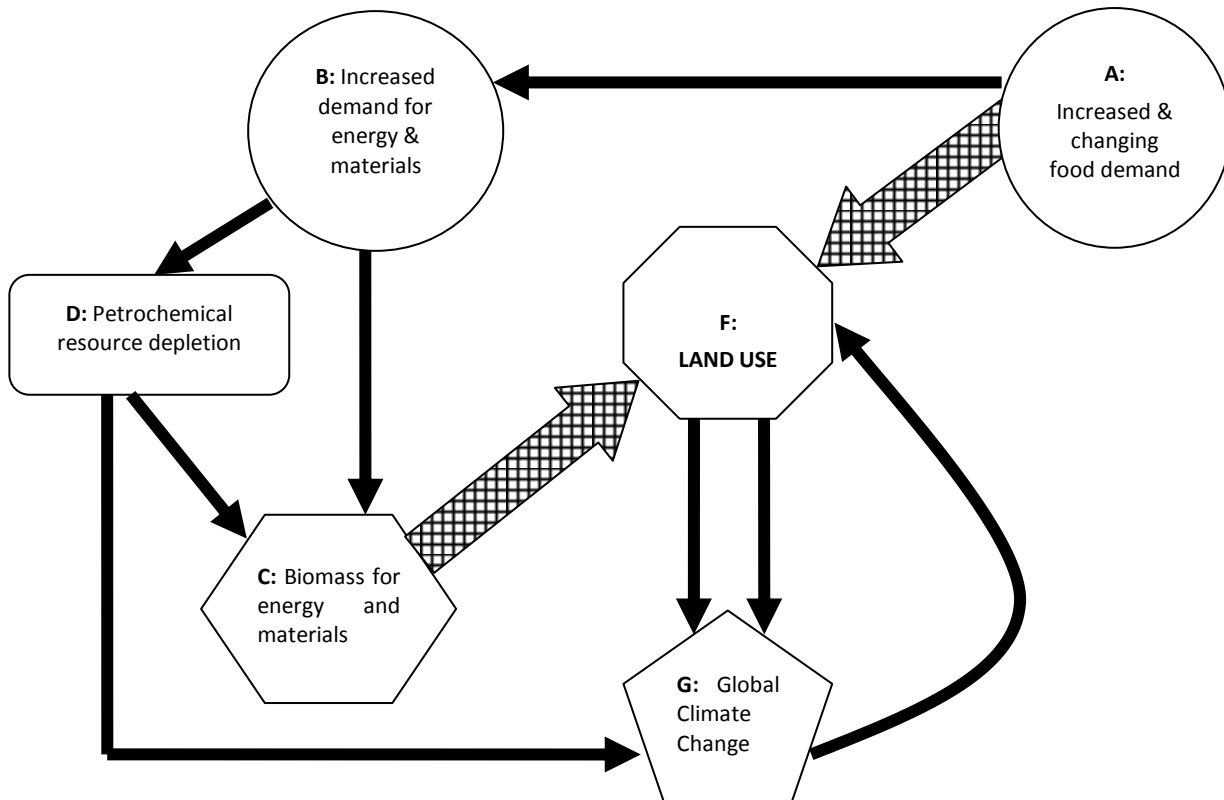 B: Increased
demand for
energy &
materials
A:
Increased &
changing
food demand
D: Petrochemical
resource depletion
F:
LAND USE
C: Biomass for
energy and
materials
G: Global
Climate
Change